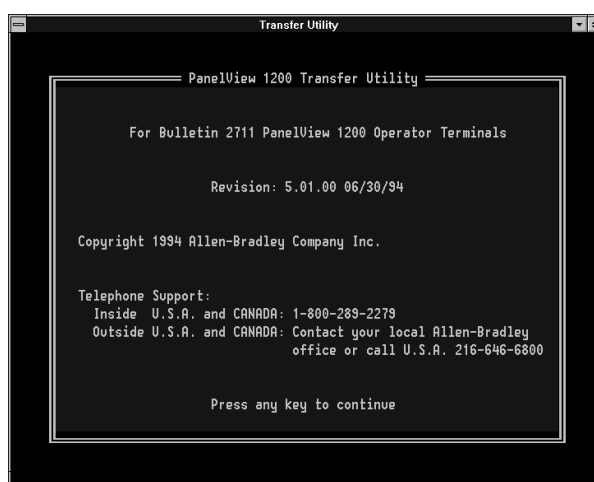 Transfer Utility
PanelView 1200 Transfer Utility
For Bulletin 2711 PanelView 1200 Operator Terminals
Revision: 5.01.00 06/30/94
Copyright 1994 Allen-Bradley Company Inc.
Telephone Support:
Inside U.S.A. and CANADA: 1-800-289-2279
Outside U.S.A. and CANADA: Contact your local Allen-Bradley
office or call U.S.A. 216-646-6800
Press any key to continue